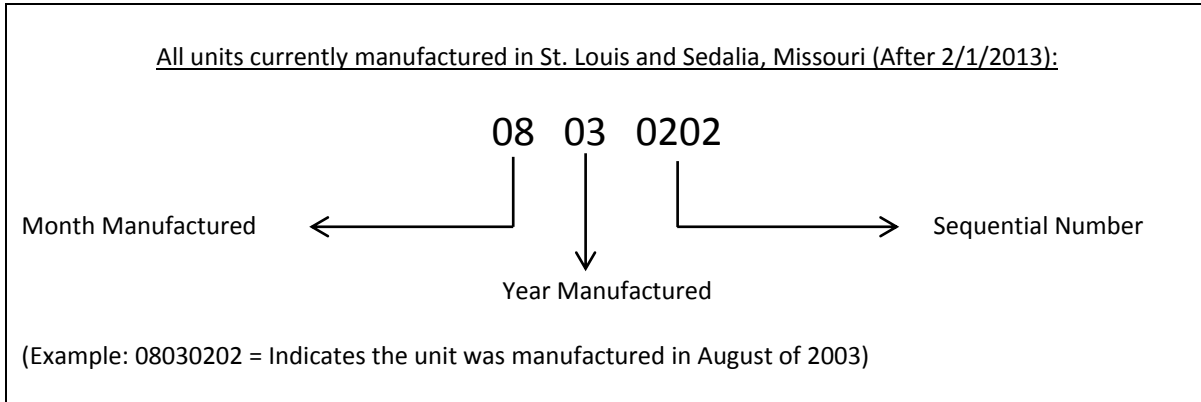 All units currently manufactured in St. Louis and Sedalia, Missouri (After 2/1/2013):
08 03 0202
Month Manufactured
Sequential Number
Year Manufactured
(Example: 08030202 = Indicates the unit was manufactured in August of 2003)